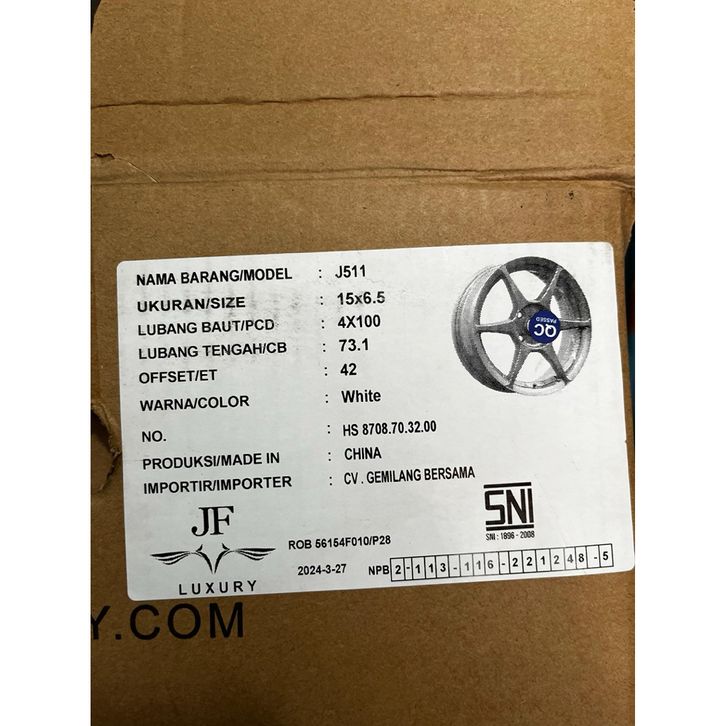 NAMA BARANG/MODEL : J511
UKURAN/SIZE : 15x6.5
LUBANG BAUT/PCD : 4X100
LUBANG TENGAH/CB : 73.1
OFFSET/ET : 42
WARNA/COLOR : White
NO. : HS 8708.70.32.00
PRODUKSI/MADE IN : CHINA
IMPORTIR/IMPORTER : CV . GEMILANG BERSAMA
QC
PASSED
JF
LUXURY
ROB 56154F010/P28
2024-3-27
SNI
SNI : 1896 - 2008
NPB 2-113-116-221248-5
Y.COM